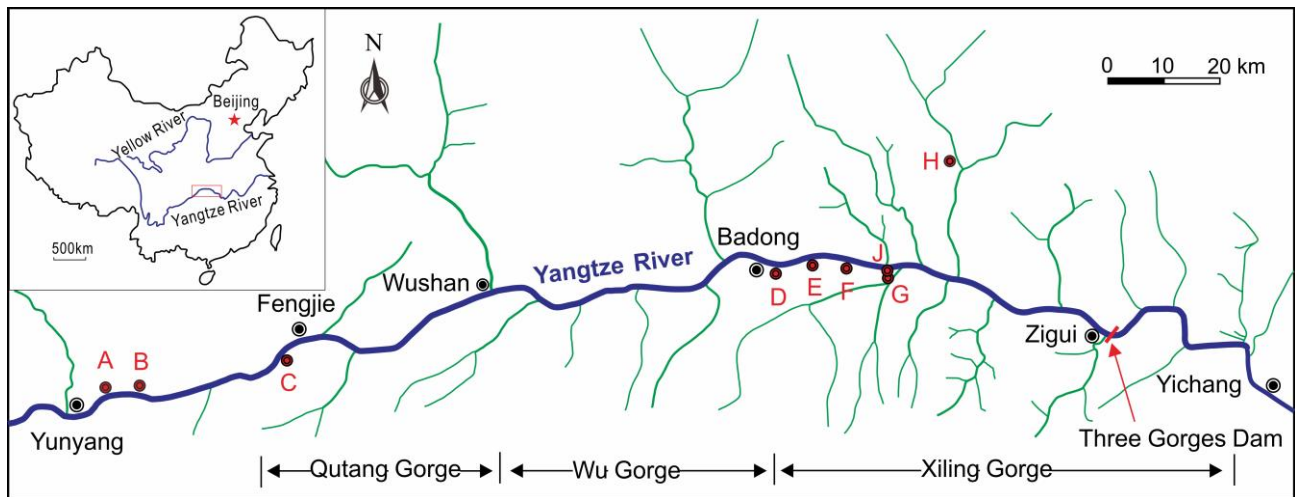 Beijing
Yellow River
Yangtze River
500km
N
0 10 20 km
H
Badong
Yangtze River
J
Wushan
D
E
F
G
Fengjie
Zigui
A
B
C
Yichang
Yunyang
Three Gorges Dam
Qutang Gorge
Wu Gorge
Xiling Gorge